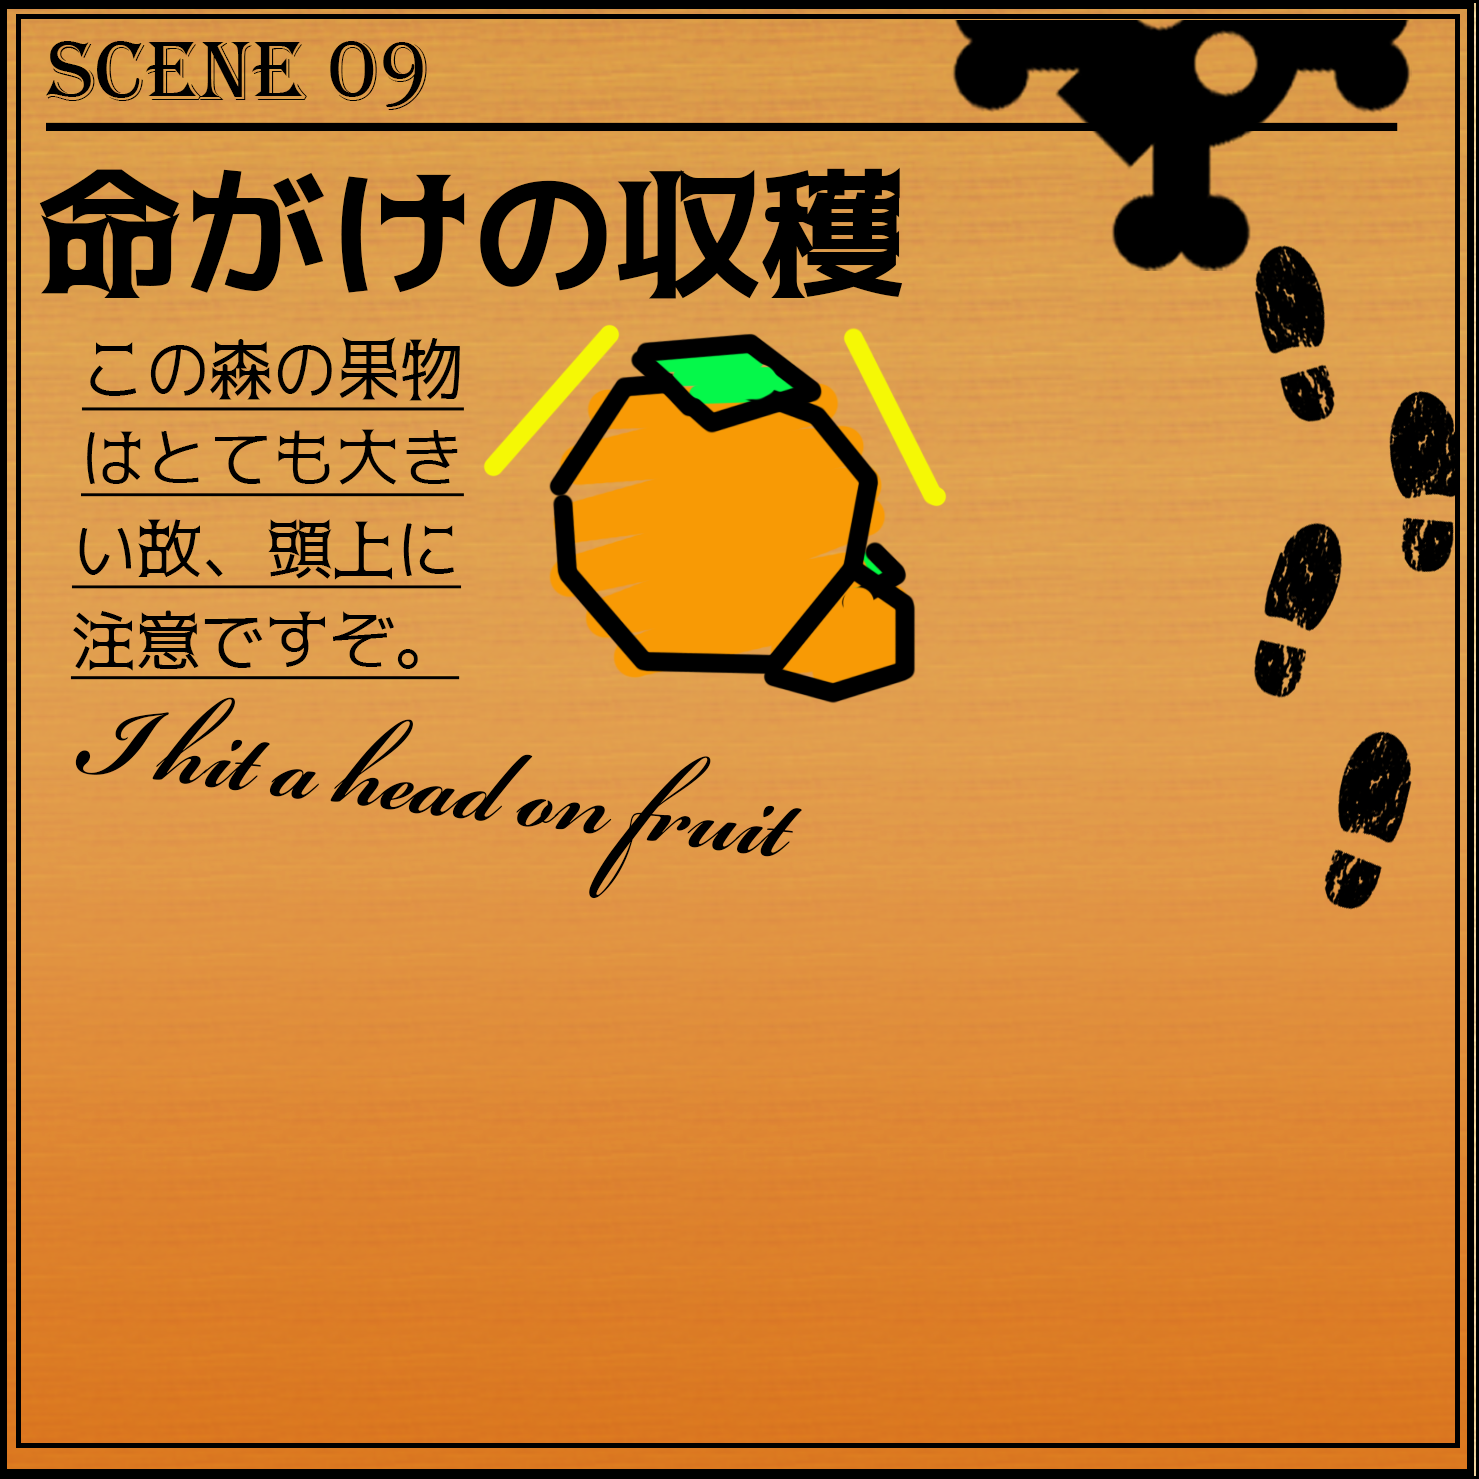 SCENE 09
命がけの収穫
この森の果物
はとても大き
い故、頭上に
注意ですぞ。
I hit a head on fruit